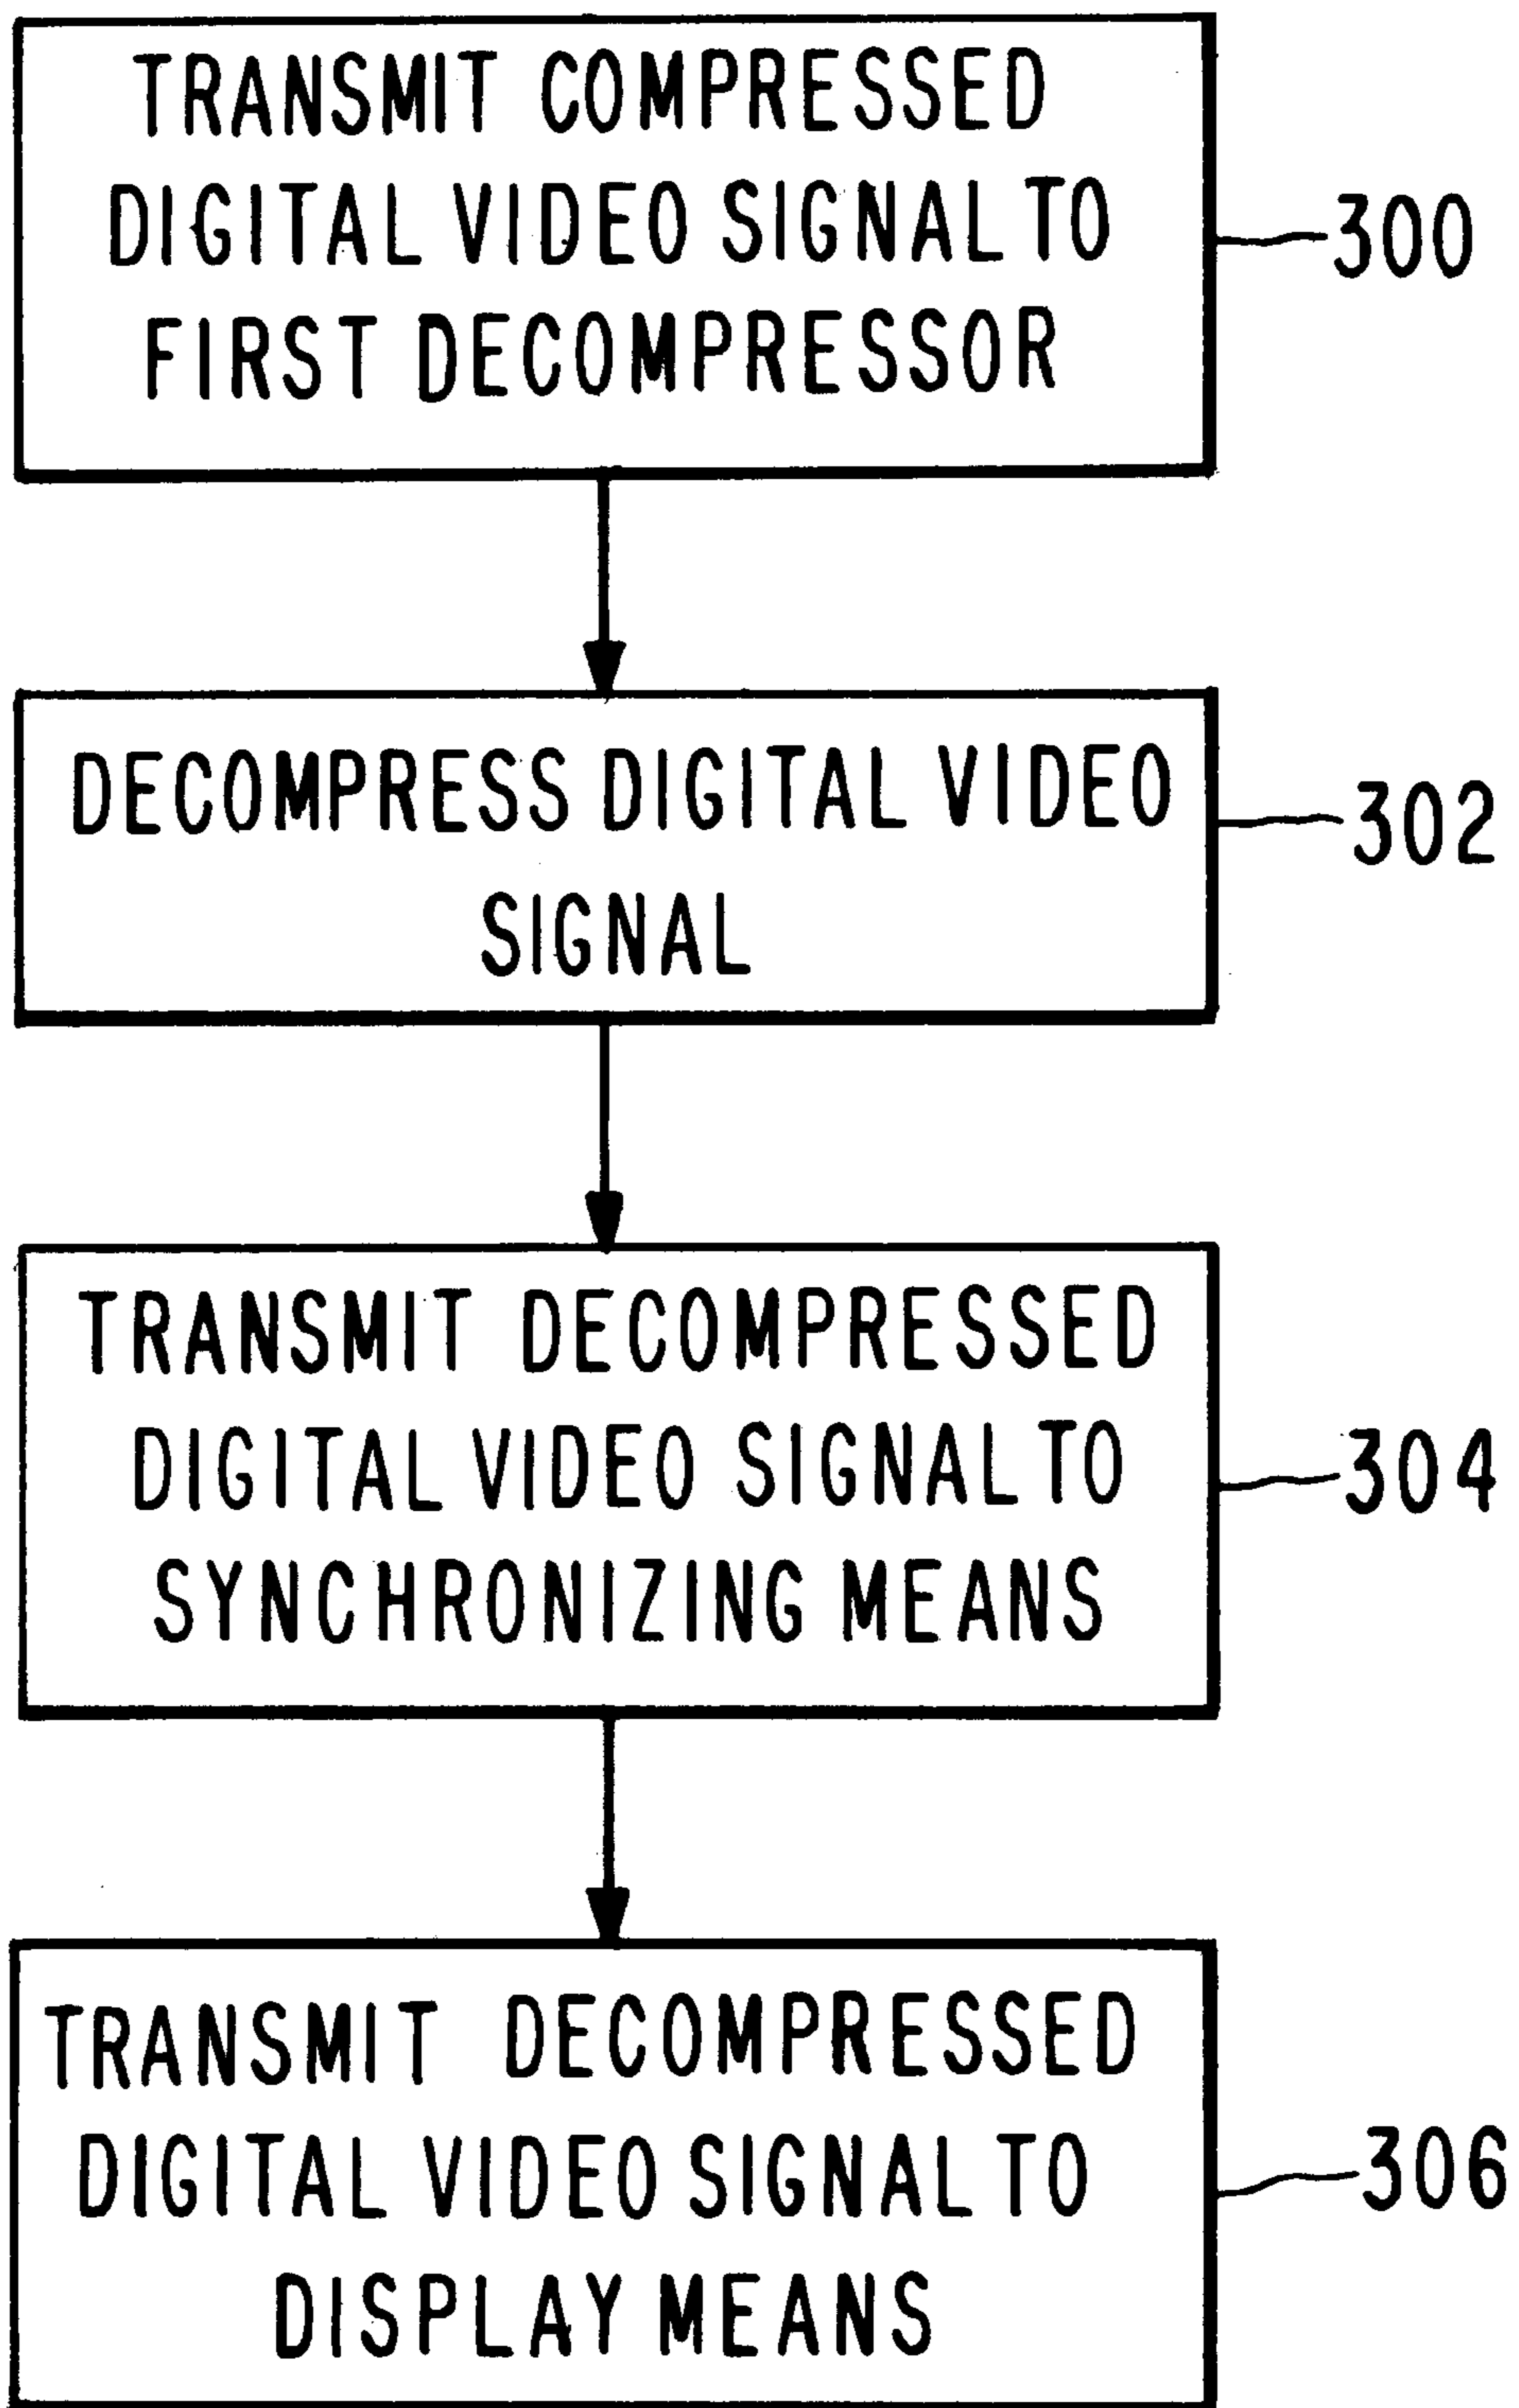 TRANSMIT COMPRESSED
DIGITAL VIDEO SIGNAL TO
FIRST DECOMPRESSOR
300
DECOMPRESS DIGITAL VIDEO
SIGNAL
302
TRANSMIT DECOMPRESSED
DIGITAL VIDEO SIGNAL TO
SYNCHRONIZING MEANS
304
TRANSMIT DECOMPRESSED
DIGITAL VIDEO SIGNAL TO
DISPLAY MEANS
306